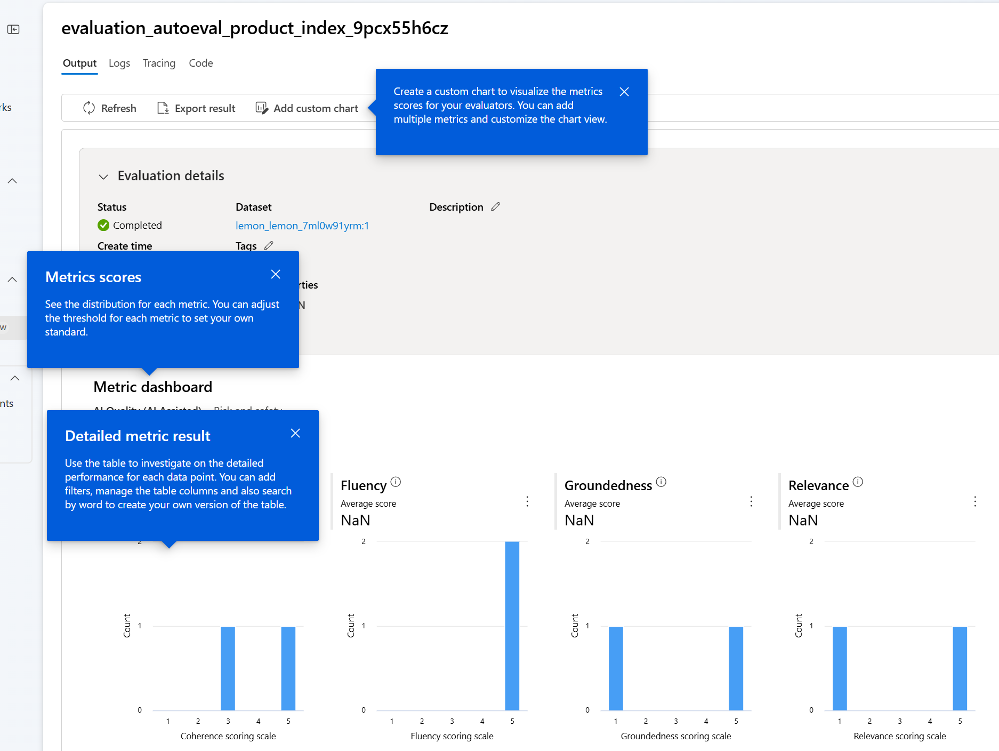 evaluation_autoeval_product_index_9pcx55h6cz
Output Logs Tracing Code
Refresh Export result Add custom chart
Create a custom chart to visualize the metrics
scores for your evaluators. You can add
multiple metrics and customize the chart view.
rks
Evaluation details
Status Dataset Description
Completed lemon_lemon_7ml0w91yrm:1
Create time Tags
Metrics scores
See the distribution for each metric. You can adjust
the threshold for each metric to set your own
standard.
rties
N
w
nts
Metric dashboard
AI Quality (AI Assisted) Risk and safety
Detailed metric result
Use the table to investigate on the detailed
performance for each data point. You can add
filters, manage the table columns and also search
by word to create your own version of the table.
Fluency
Average score
NaN
Groundedness
Average score
NaN
Relevance
Average score
NaN
2
Count
1
0
1 2 3 4 5
Coherence scoring scale
2
Count
1
0
1 2 3 4 5
Fluency scoring scale
2
Count
1
0
1 2 3 4 5
Groundedness scoring scale
2
Count
1
0
1 2 3 4 5
Relevance scoring scale